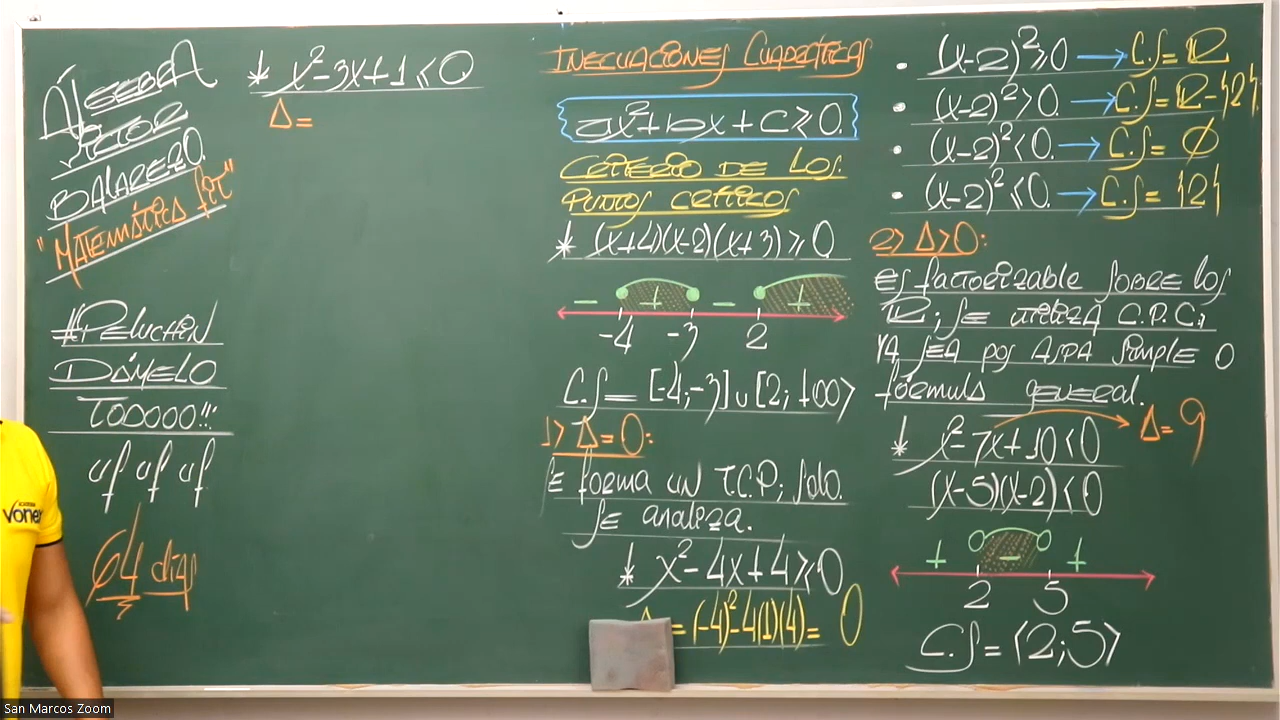 ÁLGEBRA
VÍCTOR
BALAREZO.
"MATEMÁTICA FIT"
#PELUCHIN
DÁMELO
TODOOO!!!
uf uf uf
64 días
* x²-3x+1≤0
Δ=
INECUACIONES CUADRÁTICAS
ax²+bx+c≥0.
CRITERIO DE LOS
PUNTOS CRÍTICOS
* (x+4)(x-2)(x+3)≥0
- + - +
-4 -3 2
C.S=[-4;-3]∪[2;+∞⟩
1> Δ=0:
SE FORMA UN T.C.P; SOLO
SE ANALIZA.
* x²-4x+4≥0
=(-4)²-4(1)(4)= 0
• (x-2)²≥0 → C.S=ℝ
• (x-2)²>0. → C.S=ℝ-{2}
• (x-2)²<0. → C.S= ∅
• (x-2)²≤0. → C.S= {2}
2> Δ>0:
ES FACTORIZABLE SOBRE LOS
ℝ; SE UTILIZA C.P.C;
YA SEA POR ASPA SIMPLE O
FÓRMULA GENERAL.
* x²-7x+10<0 Δ=9
(x-5)(x-2)<0
+ - +
2 5
C.S=⟨2;5⟩
Vonex
San Marcos Zoom